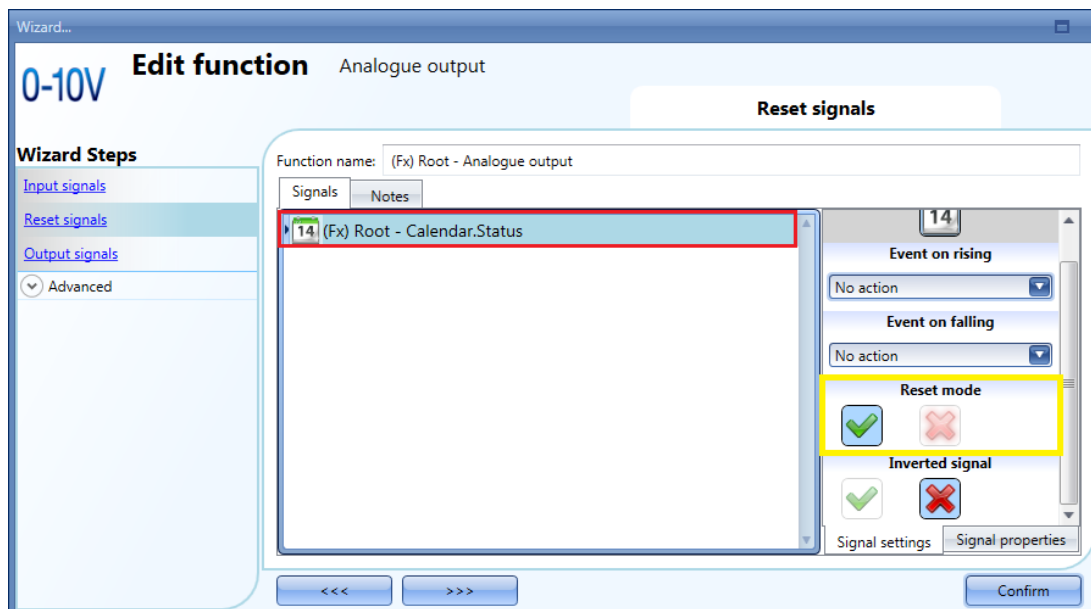 Wizard...
0-10V
Edit function
Analogue output
Reset signals
Wizard Steps
Input signals
Reset signals
Output signals
Advanced
Function name:
(Fx) Root - Analogue output
Signals
Notes
14 (Fx) Root - Calendar.Status
14
Event on rising
No action
Event on falling
No action
Reset mode
Inverted signal
Signal settings
Signal properties
<<<
>>>
Confirm